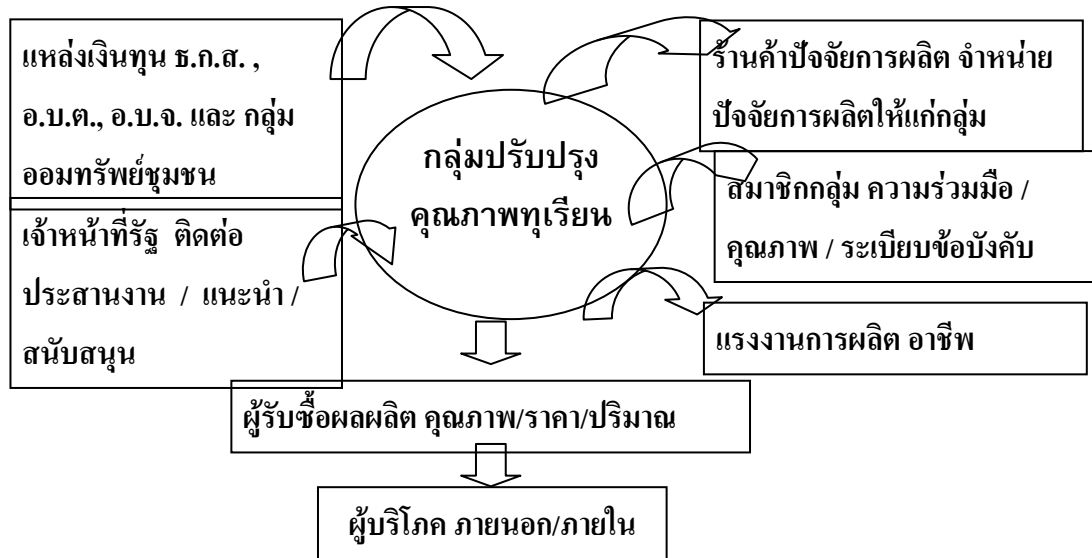 แหล่งเงินทุน ธ.ก.ส. ,
อ.บ.ต., อ.บ.จ. และ กลุ่ม
ออมทรัพย์ชุมชน
เจ้าหน้าที่รัฐ ติดต่อ
ประสานงาน / แนะนำ /
สนับสนุน
กลุ่มปรับปรุง
คุณภาพทุเรียน
ร้านค้าปัจจัยการผลิต จำหน่าย
ปัจจัยการผลิตให้แก่กลุ่ม
สมาชิกกลุ่ม ความร่วมมือ /
คุณภาพ / ระเบียบข้อบังคับ
แรงงานการผลิต อาชีพ
ผู้รับซื้อผลผลิต คุณภาพ/ราคา/ปริมาณ
ผู้บริโภค ภายนอก/ภายใน